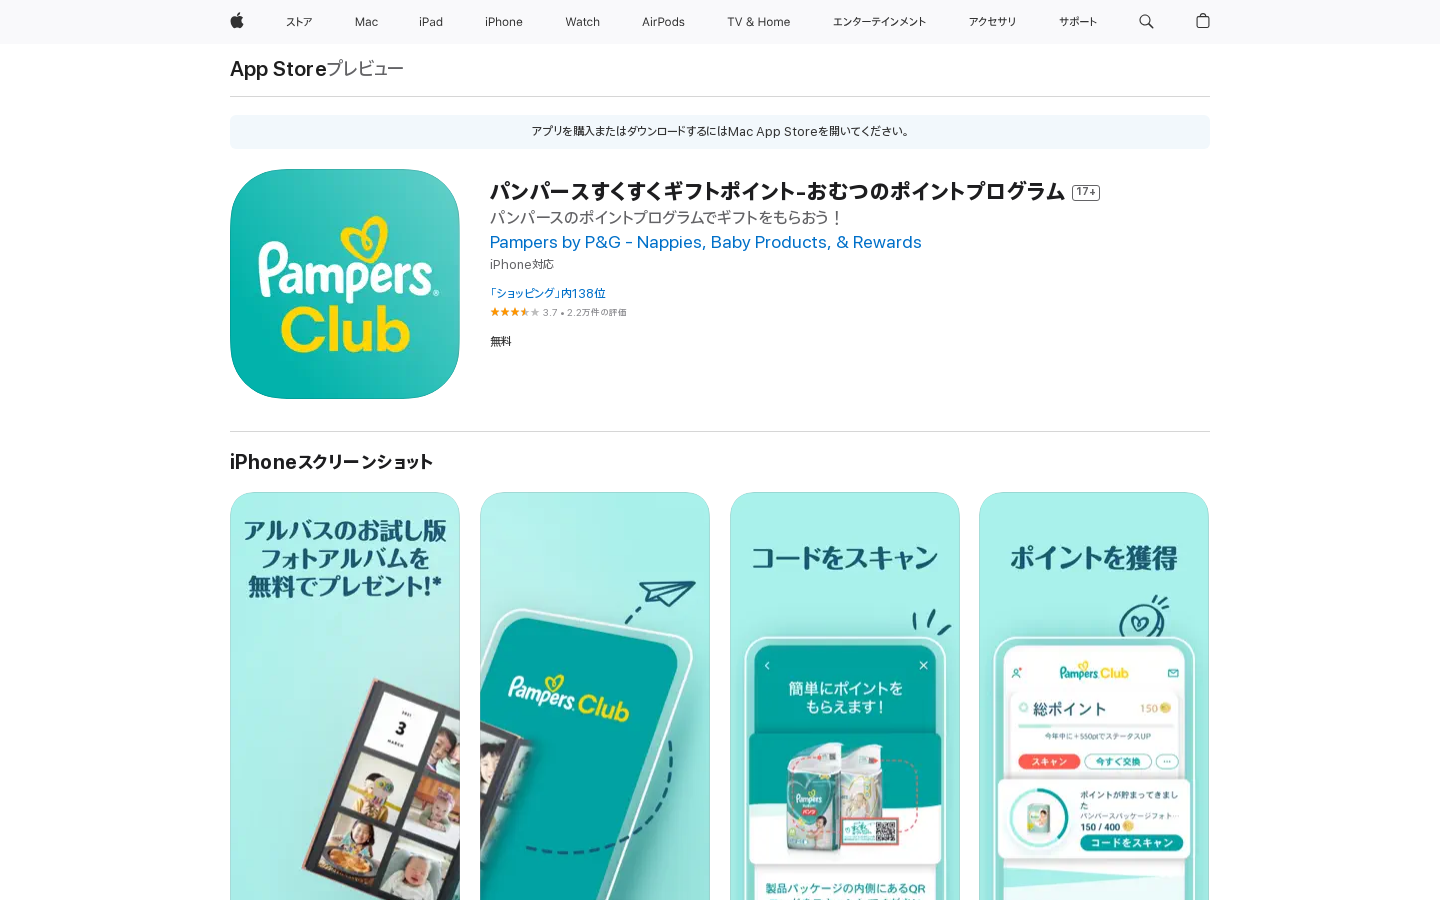 ストア Mac iPad iPhone Watch AirPods TV & Home エンターテインメント アクセサリ サポート
App Storeプレビュー
アプリを購入またはダウンロードするにはMac App Storeを開いてください。
Pampers
Club
パンパースすくすくギフトポイント-おむつのポイントプログラム 17+
パンパースのポイントプログラムでギフトをもらおう！
Pampers by P&G - Nappies, Baby Products, & Rewards
iPhone対応
「ショッピング」内138位
3.7 • 2.2万件の評価
無料
iPhoneスクリーンショット
アルバスのお試し版
フォトアルバムを
無料でプレゼント!*
3
MARCH
Pampers Club
コードをスキャン
簡単にポイントを
もらえます！
Pampers
パンツ
製品パッケージの内側にあるQR
ポイントを獲得
Pampers Club
総ポイント 150
今年中に＋550ptでステータスUP
スキャン 今すぐ交換 ...
ポイントが貯まってきまし
た
パンパースパッケージフォト…
150 / 400
コードをスキャン